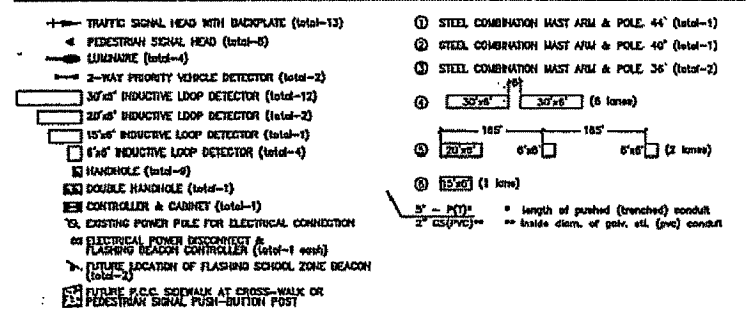 TRAFFIC SIGNAL HEAD WITH BACKPLATE (total-13)
PEDESTRIAN SIGNAL HEAD (total-8)
LUMINAIRE (total-4)
2-WAY PRIORITY VEHICLE DETECTOR (total-2)
30'x6' INDUCTIVE LOOP DETECTOR (total-12)
20'x6' INDUCTIVE LOOP DETECTOR (total-2)
15'x6' INDUCTIVE LOOP DETECTOR (total-1)
6'x6' INDUCTIVE LOOP DETECTOR (total-4)
HANDHOLE (total-9)
DOUBLE HANDHOLE (total-1)
CONTROLLER & CABINET (total-1)
EXISTING POWER POLE FOR ELECTRICAL CONNECTION
ELECTRICAL POWER DISCONNECT &
FLASHING BEACON CONTROLLER (total-1 each)
FUTURE LOCATION OF FLASHING SCHOOL ZONE BEACON
(total-2)
FUTURE P.C.C. SIDEWALK AT CROSS-WALK OR
PEDESTRIAN SIGNAL PUSH-BUTTON POST
① STEEL COMBINATION MAST ARM & POLE, 44' (total-1)
② STEEL COMBINATION MAST ARM & POLE, 40' (total-1)
③ STEEL COMBINATION MAST ARM & POLE, 36' (total-2)
6'
④ 30'x6' 30'x6' (6 lanes)
185' 185'
⑤ 20'x6' 6'x6' 6'x6' (2 lanes)
⑥ 15'x6' (1 lane)
5' - P(T)* * length of pushed (trenched) conduit
2" GS(PVC)** ** inside diam. of galv. stl. (pvc) conduit